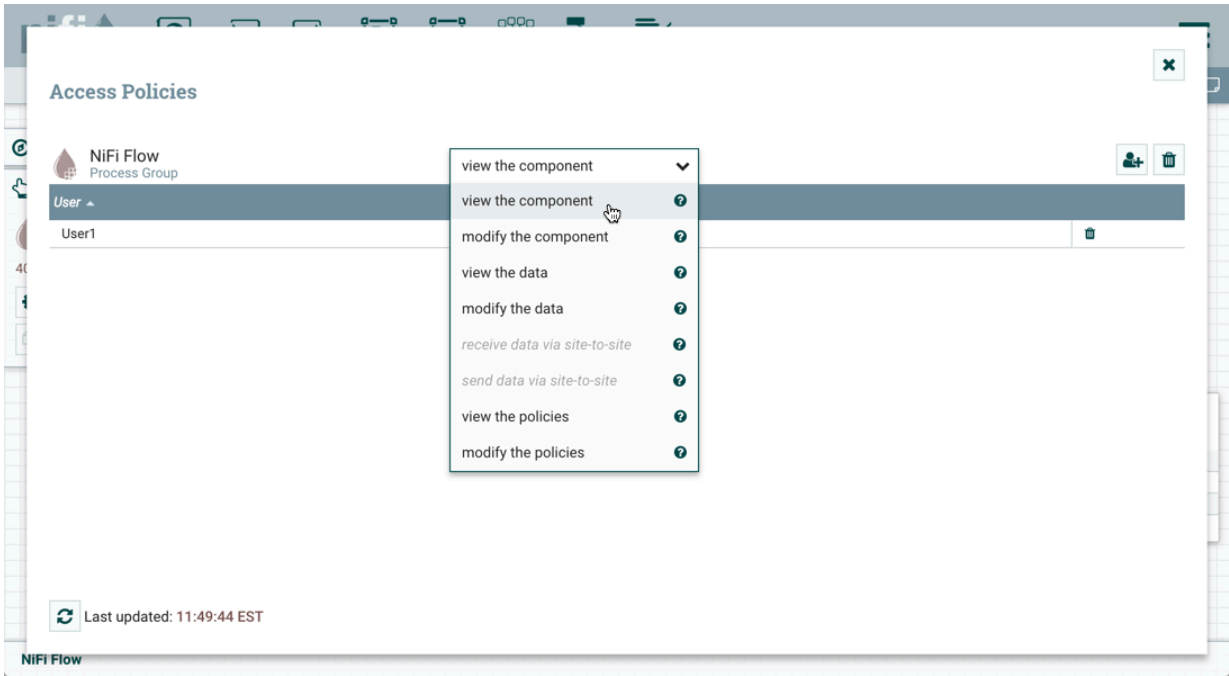 Access Policies
NiFi Flow
Process Group
view the component
User
view the component
User1
modify the component
view the data
modify the data
receive data via site-to-site
send data via site-to-site
view the policies
modify the policies
Last updated: 11:49:44 EST
NiFi Flow